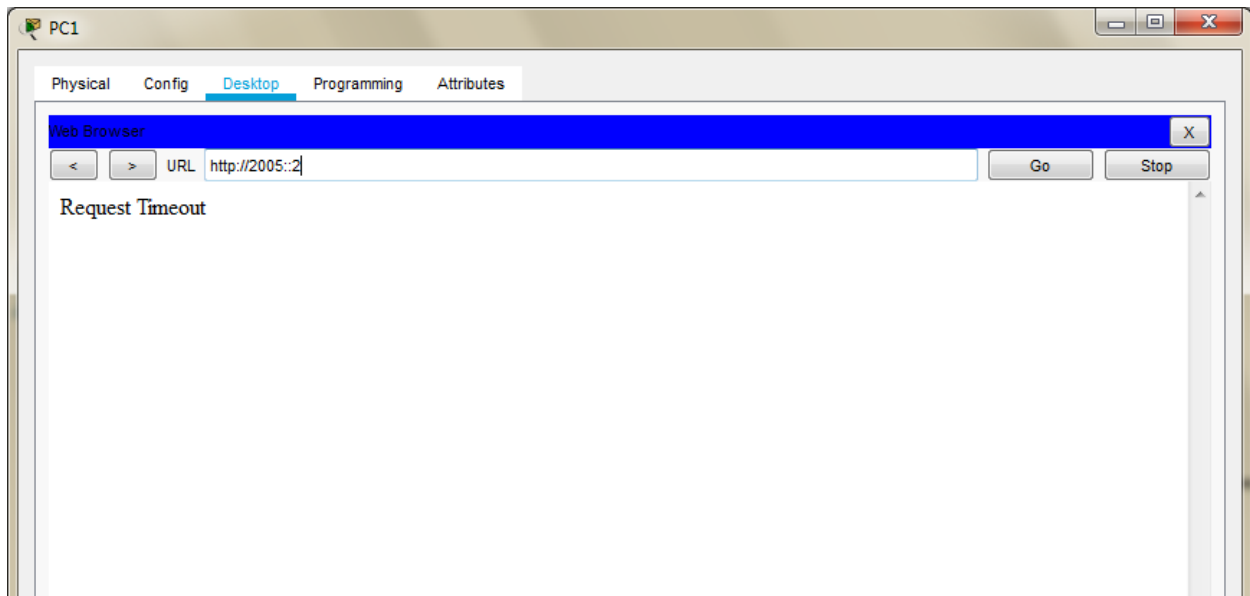 PC1
Physical Config Desktop Programming Attributes
Web Browser
X
< > URL http://2005::2 Go Stop
Request Timeout